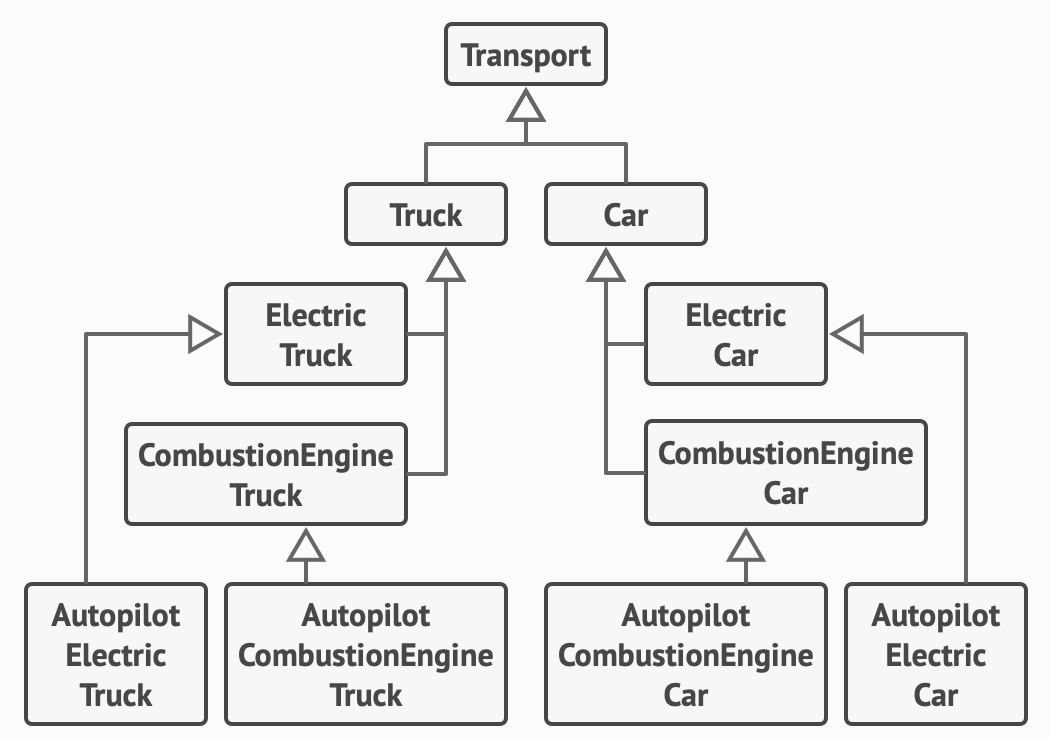 Transport
Truck
Car
Electric
Truck
Electric
Car
CombustionEngine
Truck
CombustionEngine
Car
Autopilot
Electric
Truck
Autopilot
CombustionEngine
Truck
Autopilot
CombustionEngine
Car
Autopilot
Electric
Car